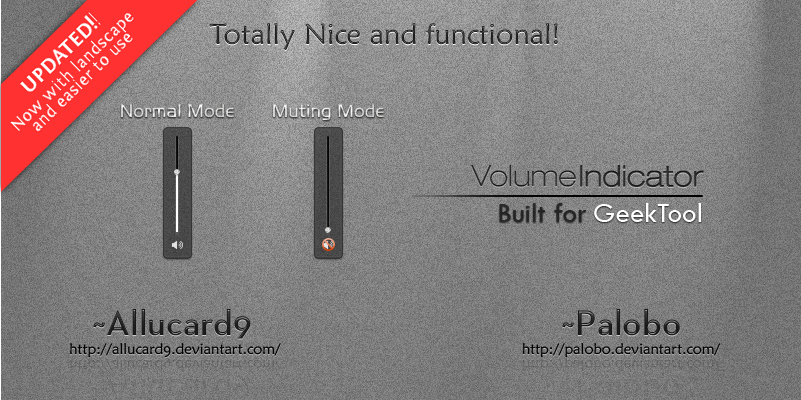 Totally Nice and functional!
UPDATED!!
Now with landscape
and easier to use
Normal Mode
Muting Mode
VolumeIndicator
Built for GeekTool
~Allucard9
http://allucard9.deviantart.com/
~Palobo
http://palobo.deviantart.com/